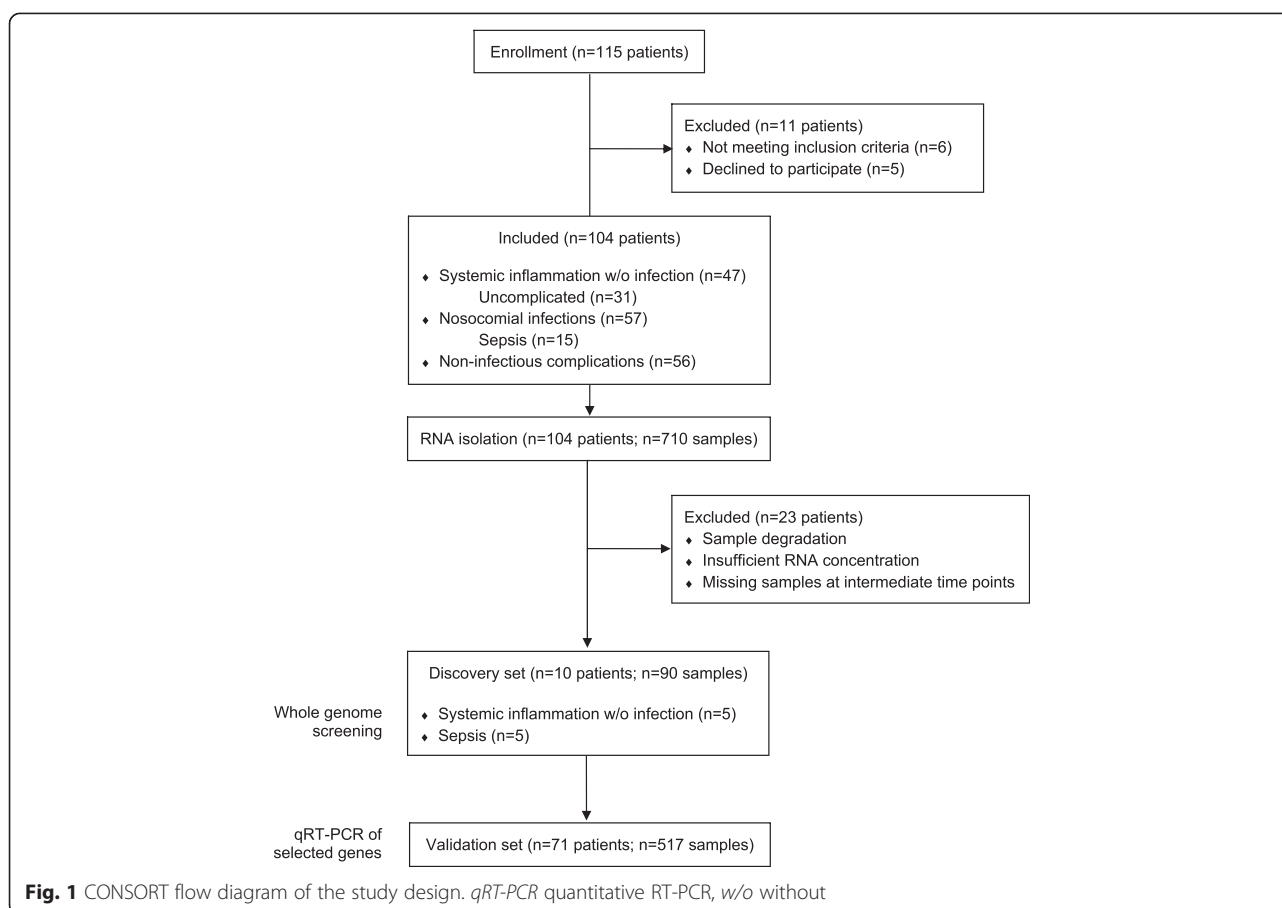 Enrollment (n=115 patients)
Excluded (n=11 patients)
♦ Not meeting inclusion criteria (n=6)
♦ Declined to participate (n=5)
Included (n=104 patients)
♦ Systemic inflammation w/o infection (n=47)
Uncomplicated (n=31)
♦ Nosocomial infections (n=57)
Sepsis (n=15)
♦ Non-infectious complications (n=56)
RNA isolation (n=104 patients; n=710 samples)
Excluded (n=23 patients)
♦ Sample degradation
♦ Insufficient RNA concentration
♦ Missing samples at intermediate time points
Discovery set (n=10 patients; n=90 samples)
♦ Systemic inflammation w/o infection (n=5)
♦ Sepsis (n=5)
Whole genome
screening
qRT-PCR of
selected genes
Validation set (n=71 patients; n=517 samples)
Fig. 1 CONSORT flow diagram of the study design. qRT-PCR quantitative RT-PCR, w/o without